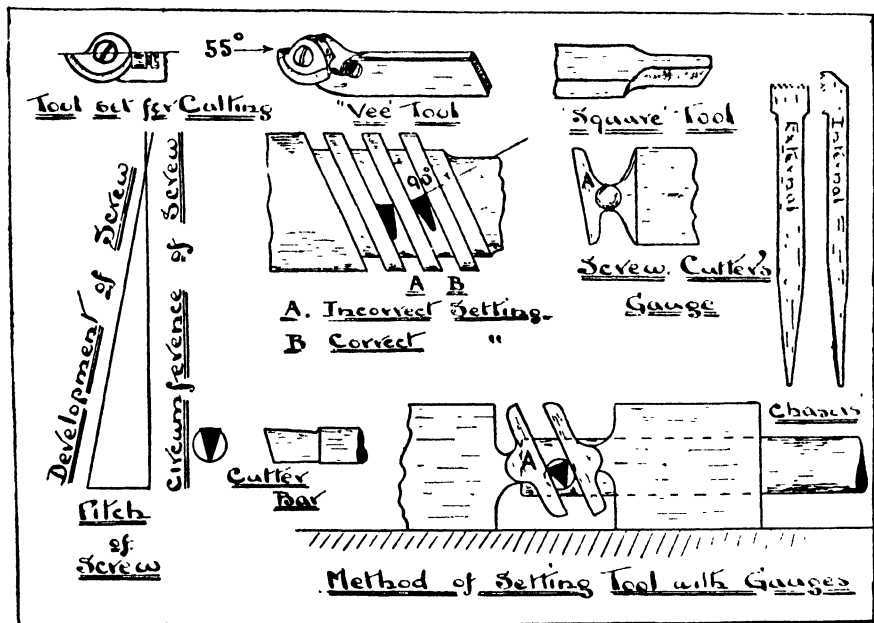 55°
Tool set for Cutting
"Vee" Tool
"Square" Tool
External
Internal
Development of Screw
Circumference of Screw
90°
A
A B
A. Incorrect Setting.
B Correct "
Screw. Cutter's
Gauge
Chasers
Cutter
Bar
A
Pitch
of
Screw
Method of Setting Tool with Gauges